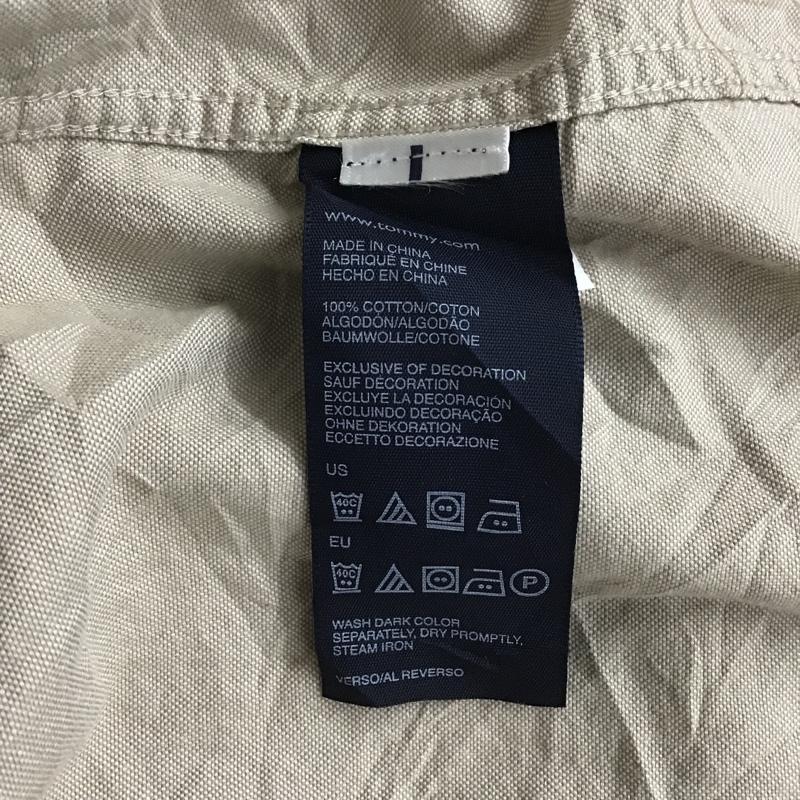 www.tommy.com
MADE IN CHINA
FABRIQUÉ EN CHINE
HECHO EN CHINA
100% COTTON/COTON
ALGODÓN/ALGODÃO
BAUMWOLLE/COTONE
EXCLUSIVE OF DECORATION
SAUF DÉCORATION
EXCLUYE LA DECORACIÓN
EXCLUINDO DECORAÇÃO
OHNE DEKORATION
ECCETTO DECORAZIONE
US
40C
EU
40C P
WASH DARK COLOR
SEPARATELY, DRY PROMPTLY,
STEAM IRON
VERSO/AL REVERSO